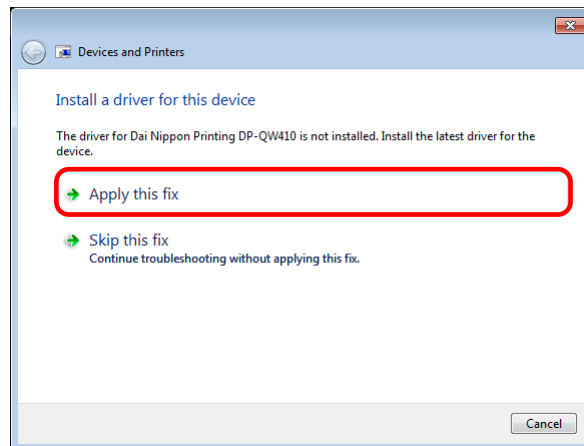 Devices and Printers
Install a driver for this device
The driver for Dai Nippon Printing DP-QW410 is not installed. Install the latest driver for the
device.
Apply this fix
Skip this fix
Continue troubleshooting without applying this fix.
Cancel